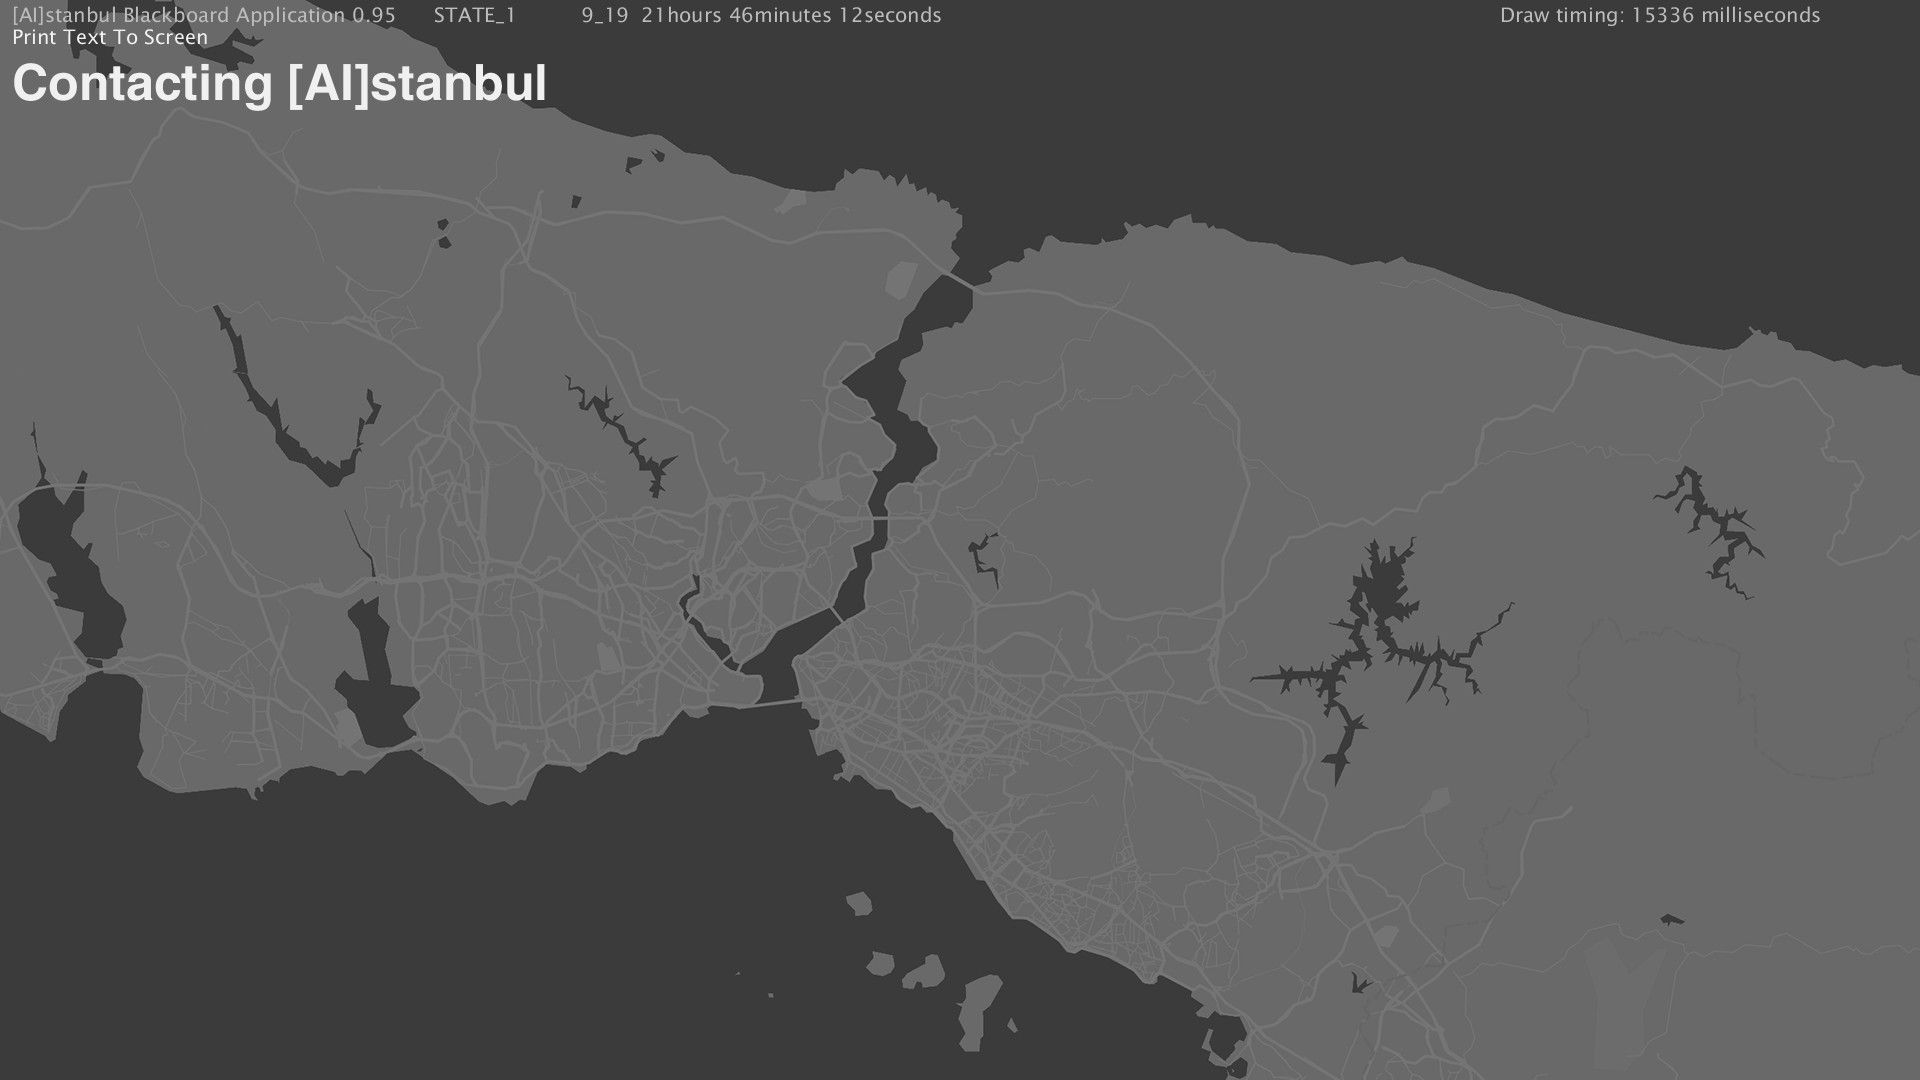 [AI]stanbul Blackboard Application 0.95 STATE_1 9_19 21hours 46minutes 12seconds Draw timing: 15336 milliseconds
Print Text To Screen
Contacting [AI]stanbul